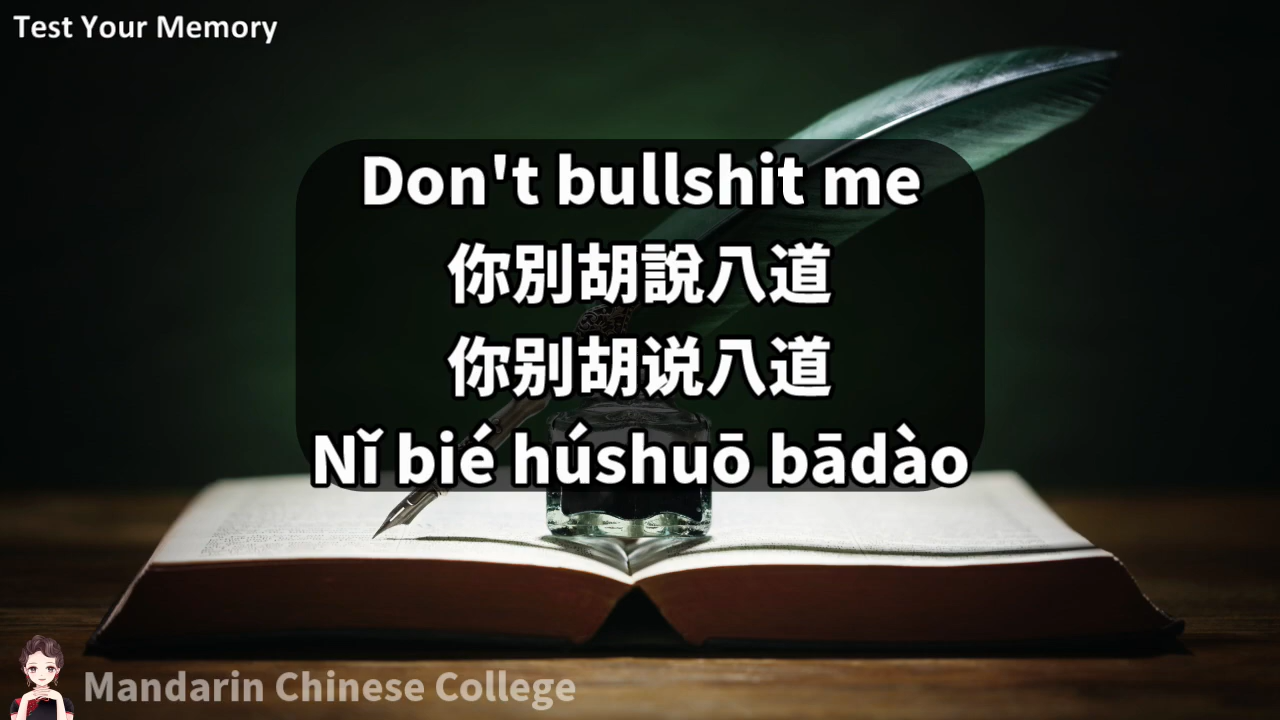 Test Your Memory
Don't bullshit me
你別胡說八道
你别胡说八道
Nǐ bié húshuō bādào
Mandarin Chinese College